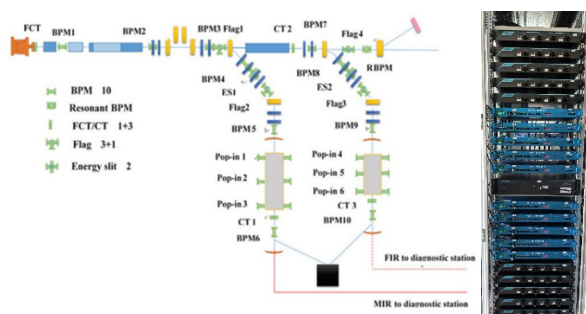 FCT
BPM1
BPM2
BPM3
Flag1
CT 2
BPM7
Flag4
BPM4
BPM8
RBPM
ES1
ES2
Flag2
Flag3
BPM5
BPM9
BPM 10
Resonant BPM
FCT/CT 1+3
Flag 3+1
Energy slit 2
Pop-in 1
Pop-in 2
Pop-in 3
Pop-in 4
Pop-in 5
Pop-in 6
CT 1
CT 3
BPM6
BPM10
FIR to diagnostic station
MIR to diagnostic station